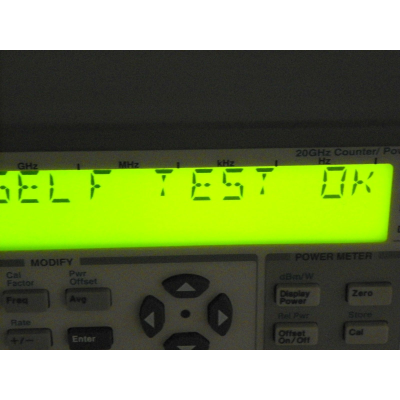 20GHz Counter/ Po
GHz MHz kHz Hz
SELF TEST OK
MODIFY POWER METER
Cal Factor
Pwr Offset
dBm/W
Freq
Avg
Display Power
Zero
Rate
Rel Pwr
+/-
Enter
Offset On/Off
Cal